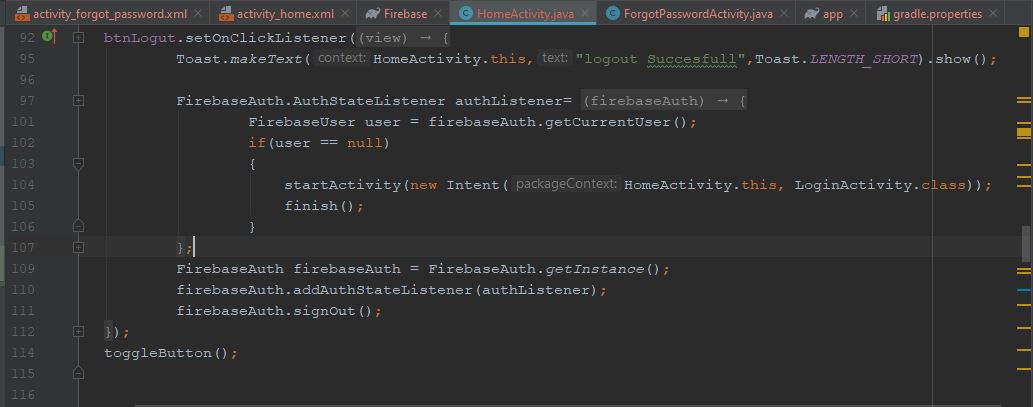 activity_forgot_password.xml activity_home.xml Firebase HomeActivity.java ForgotPasswordActivity.java app gradle.properties
92 btnLogut.setOnClickListener((view) → {
95 Toast.makeText( context: HomeActivity.this, text: "logout Succesfull",Toast.LENGTH_SHORT).show();
96
97 FirebaseAuth.AuthStateListener authListener= (firebaseAuth) → {
101 FirebaseUser user = firebaseAuth.getCurrentUser();
102 if(user == null)
103 {
104 startActivity(new Intent( packageContext: HomeActivity.this, LoginActivity.class));
105 finish();
106 }
107 };
109 FirebaseAuth firebaseAuth = FirebaseAuth.getInstance();
110 firebaseAuth.addAuthStateListener(authListener);
111 firebaseAuth.signOut();
112 });
114 toggleButton();
115
116